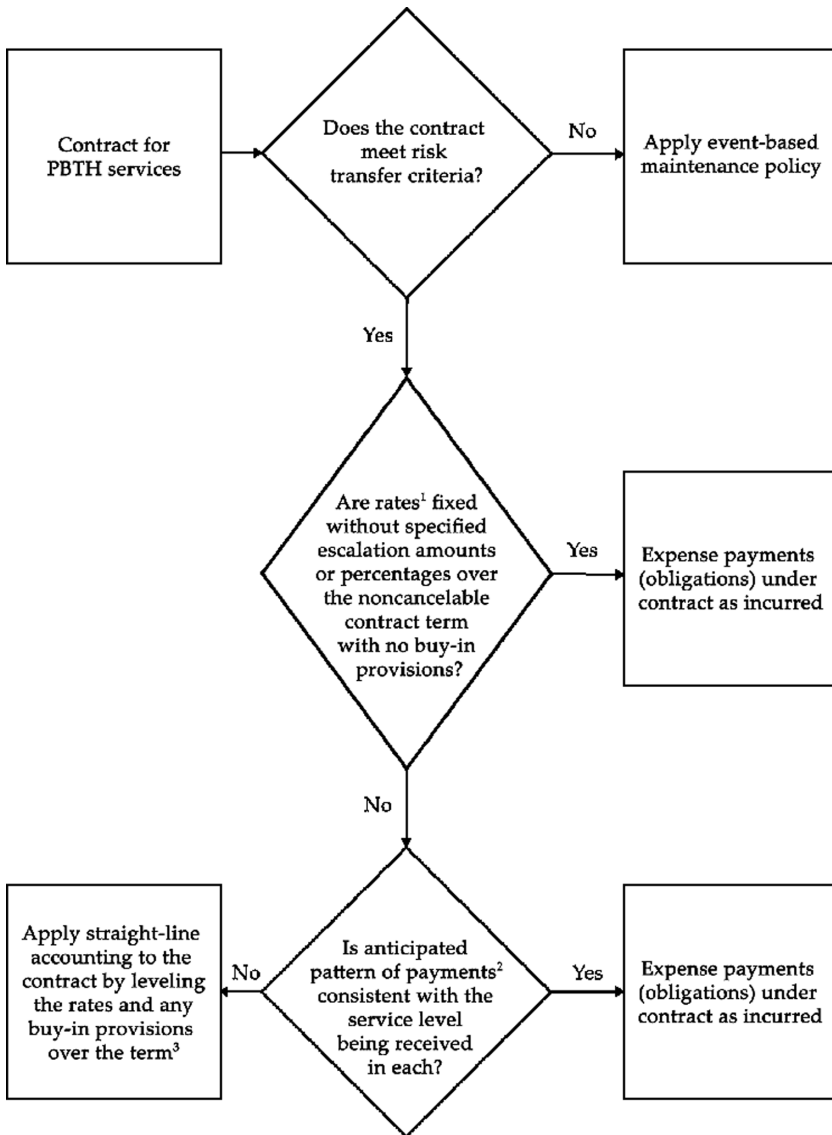 Contract for
PBTH services
Does the contract
meet risk
transfer criteria?
No
Apply event-based
maintenance policy
Yes
Are rates¹ fixed
without specified
escalation amounts
or percentages over
the noncancelable
contract term
with no buy-in
provisions?
Yes
Expense payments
(obligations) under
contract as incurred
No
Apply straight-line
accounting to the
contract by leveling
the rates and any
buy-in provisions
over the term³
No
Is anticipated
pattern of payments²
consistent with the
service level
being received
in each?
Yes
Expense payments
(obligations) under
contract as incurred